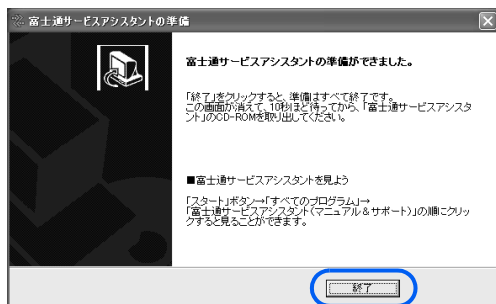 富士通サービスアシスタントの準備
富士通サービスアシスタントの準備ができました。
「終了」をクリックすると、準備はすべて終了です。
この画面が消えて、10秒ほど待ってから、「富士通サービスアシスタ
ント」のCD-ROMを取り出してください。
■富士通サービスアシスタントを見よう
「スタート」ボタン→「すべてのプログラム」→
「富士通サービスアシスタント(マニュアル&サポート)」の順にクリッ
クすると見ることができます。
終了